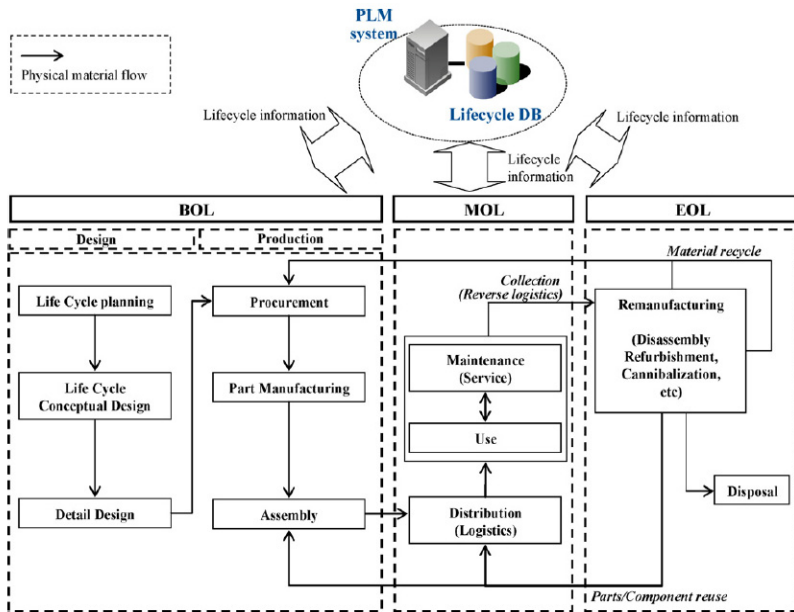 PLM
system
Lifecycle DB
Physical material flow
Lifecycle information
Lifecycle
information
Lifecycle information
BOL
MOL
EOL
Design
Production
Material recycle
Collection
(Reverse logistics)
Life Cycle planning
Procurement
Remanufacturing
(Disassembly
Refurbishment,
Cannibalization,
etc)
Maintenance
(Service)
Life Cycle
Conceptual Design
Part Manufacturing
Use
Disposal
Detail Design
Assembly
Distribution
(Logistics)
Parts/Component reuse